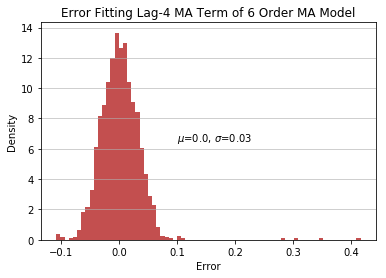 Error Fitting Lag-4 MA Term of 6 Order MA Model
14
12
10
8
6
4
2
0
Density
μ=0.0, σ=0.03
−0.1 0.0 0.1 0.2 0.3 0.4
Error